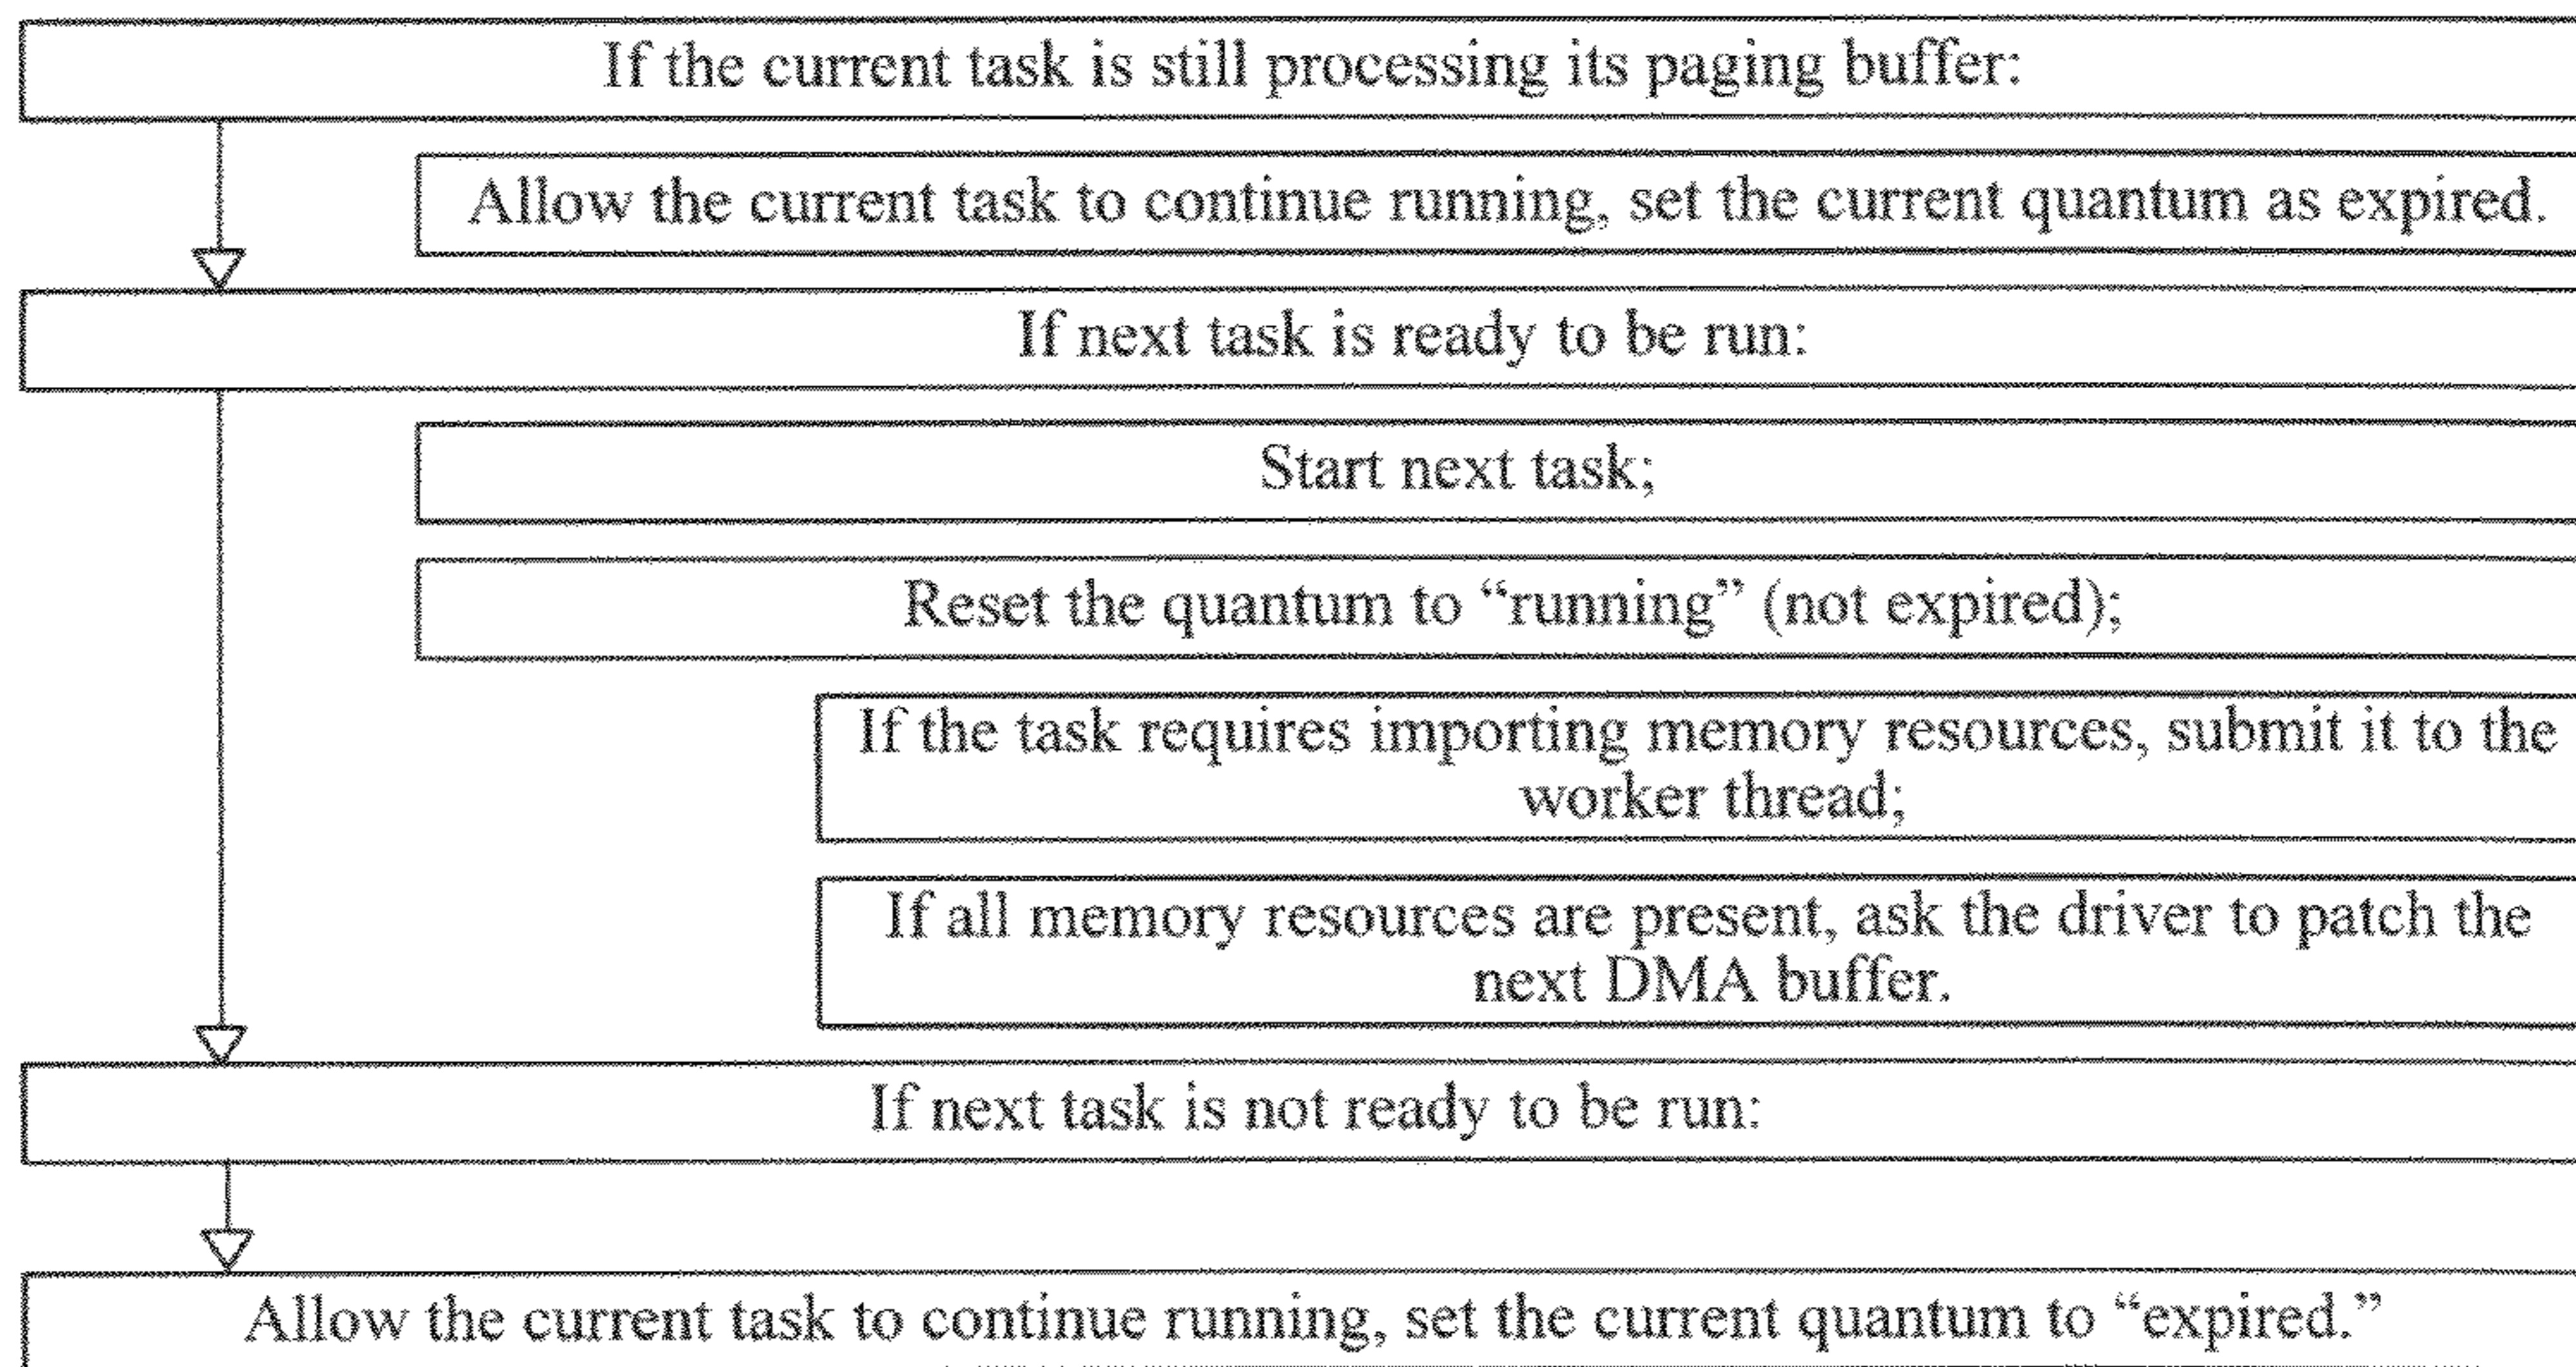 If the current task is still processing its paging buffer:
Allow the current task to continue running, set the current quantum as expired.
If next task is ready to be run:
Start next task;
Reset the quantum to “running” (not expired);
If the task requires importing memory resources, submit it to the
worker thread;
If all memory resources are present, ask the driver to patch the
next DMA buffer.
If next task is not ready to be run:
Allow the current task to continue running, set the current quantum to “expired.”